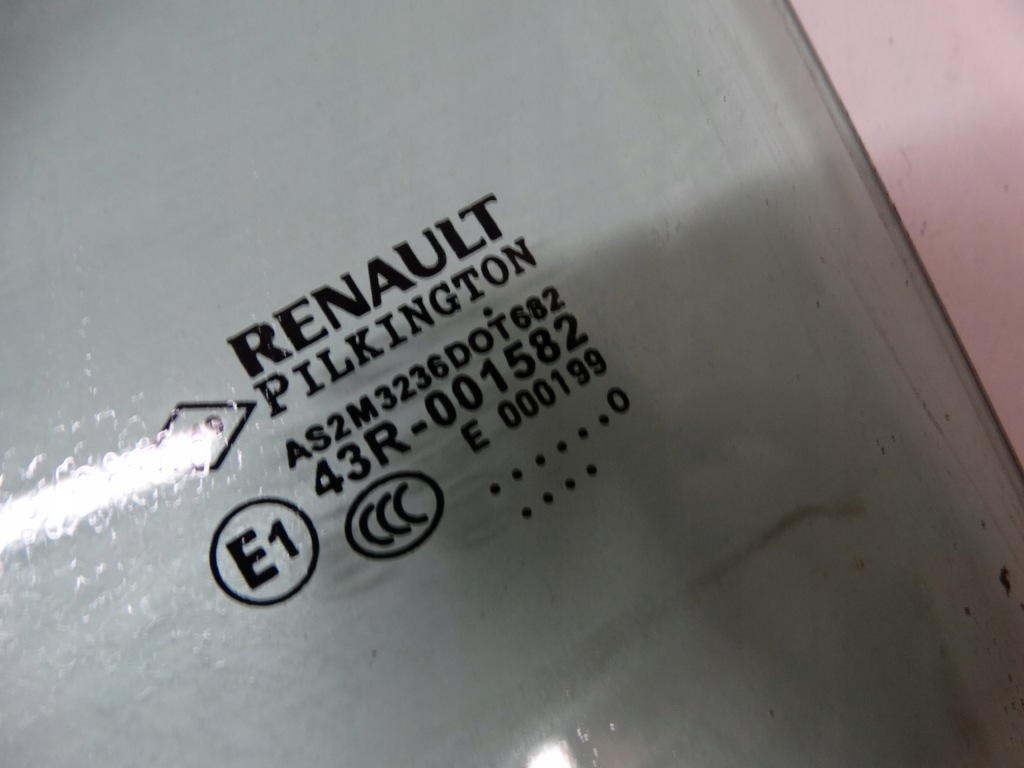 RENAULT
PILKINGTON
AS2M3236DOT682
43R-001582
E 000199
E1 CCC
. . . . . . 0
. . . .